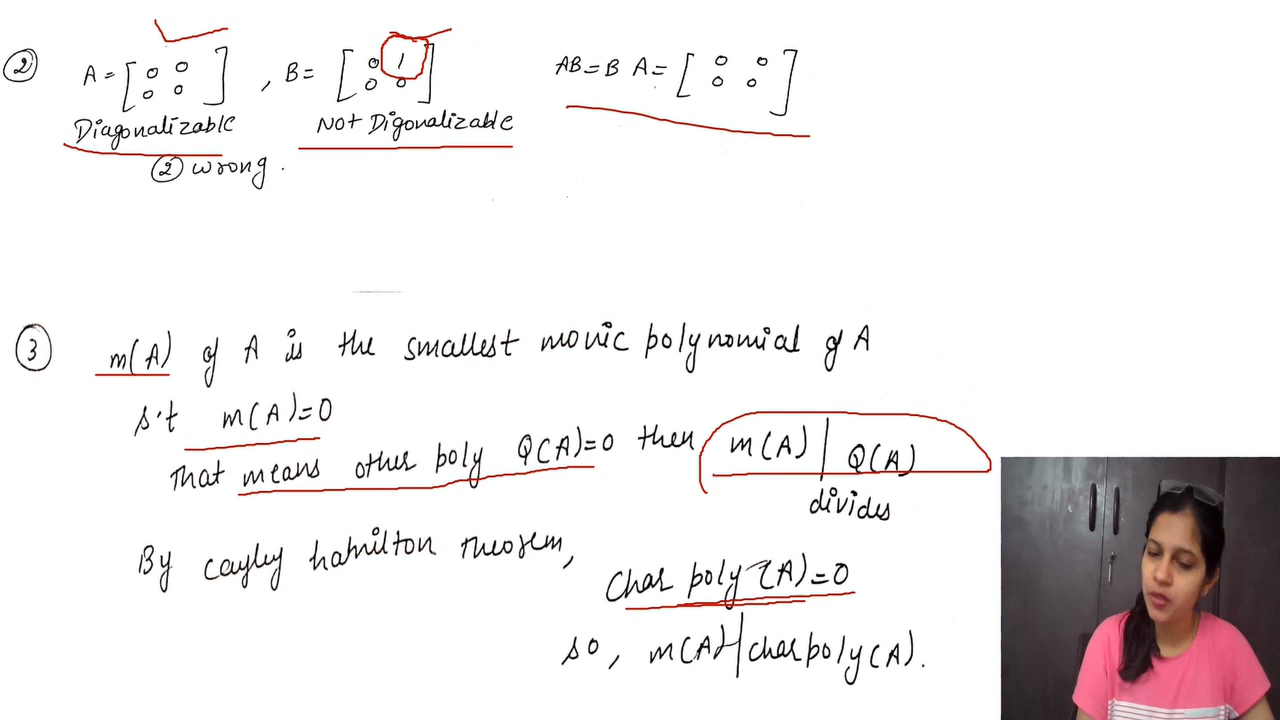 ② A = [ 0 0 0 0 ] , B = [ 0 1 0 0 ] AB = B A = [ 0 0 0 0 ]
Diagonalizable Not Digonalizable
② wrong .
③ m(A) of A is the smallest monic polynomial of A
s.t m(A)=0
That means other poly Q(A)=0 then m(A) | Q(A)
divides
By cayley hamilton theorem,
Char poly (A)=0
so, m(A) | char poly (A).